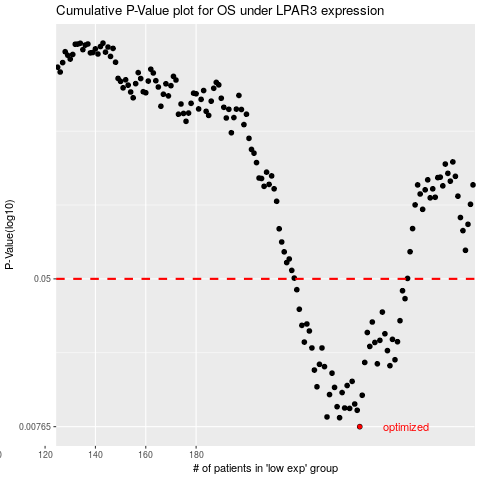 Cumulative P-Value plot for OS under LPAR3 expression
P-Value(log10)
0.05
0.00765
optimized
0 120 140 160 180
# of patients in 'low exp' group